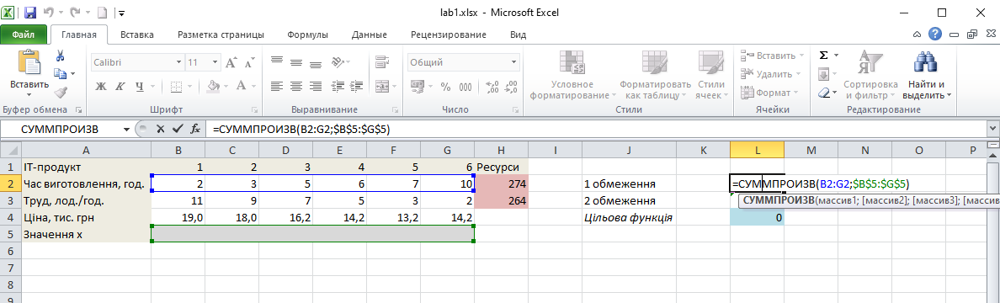 lab1.xlsx - Microsoft Excel
Файл Главная Вставка Разметка страницы Формулы Данные Рецензирование Вид
Вставить
Calibri 11
Ж К Ч
А А А
Общий
% 000
Условное форматирование
Форматировать как таблицу
Стили ячеек
Вставить
Удалить
Формат
Σ
Сортировка и фильтр
Найти и выделить
Буфер обмена Шрифт Выравнивание Число Стили Ячейки Редактирование
СУММПРОИЗВ fx =СУММПРОИЗВ(B2:G2;$B$5:$G$5)
A B C D E F G H I J K L M N O P
1 ІТ-продукт 1 2 3 4 5 6 Ресурси
2 Час виготовлення, год. 2 3 5 6 7 10 274 1 обмеження =СУММПРОИЗВ(B2:G2;$B$5:$G$5)
3 Труд, лод./год. 11 9 7 5 3 2 264 2 обмеження СУММПРОИЗВ(массив1; [массив2]; [массив3]; [массив
4 Ціна, тис. грн 19,0 18,0 16,2 14,2 13,2 14,2 Цільова функція 0
5 Значення х
6
7
8
9